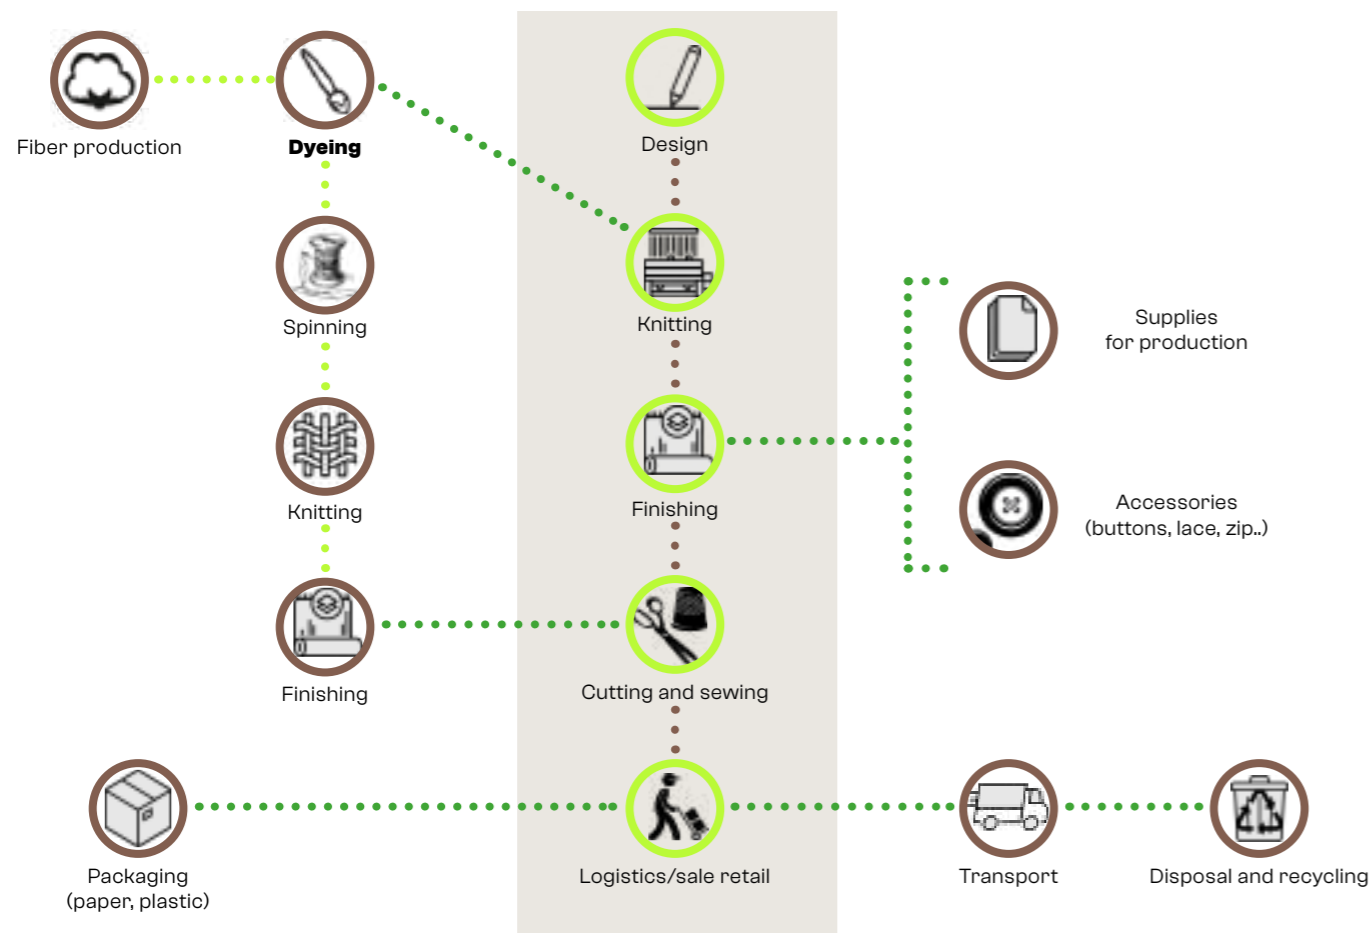 Fiber production
Dyeing
Design
Spinning
Knitting
Supplies
for production
Knitting
Finishing
Accessories
(buttons, lace, zip..)
Finishing
Cutting and sewing
Packaging
(paper, plastic)
Logistics/sale retail
Transport
Disposal and recycling